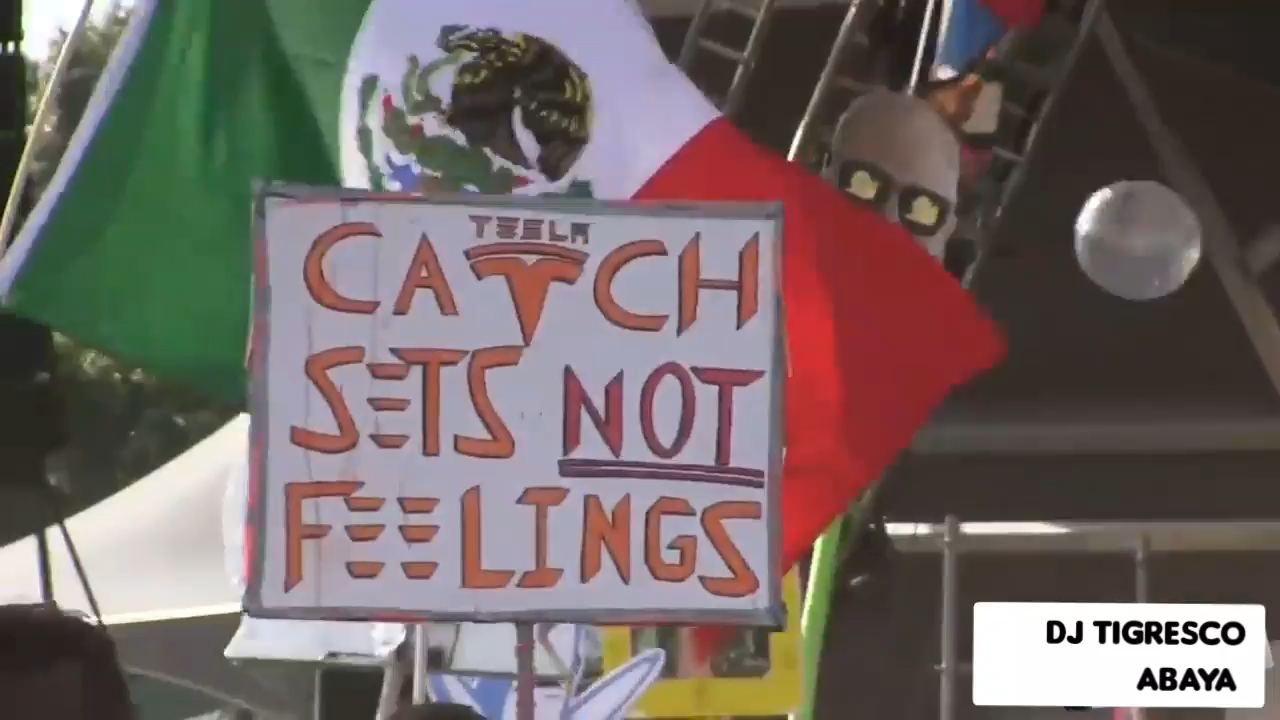 TESLA
CATCH
SETS NOT
FEELINGS
DJ TIGRESCO
ABAYA